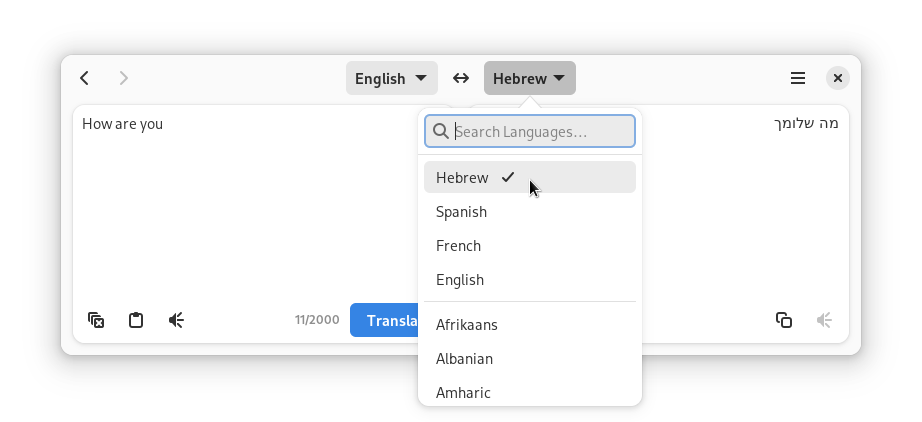 English
Hebrew
How are you
מה שלומך
Search Languages...
Hebrew
Spanish
French
English
Afrikaans
Albanian
Amharic
11/2000
Transla